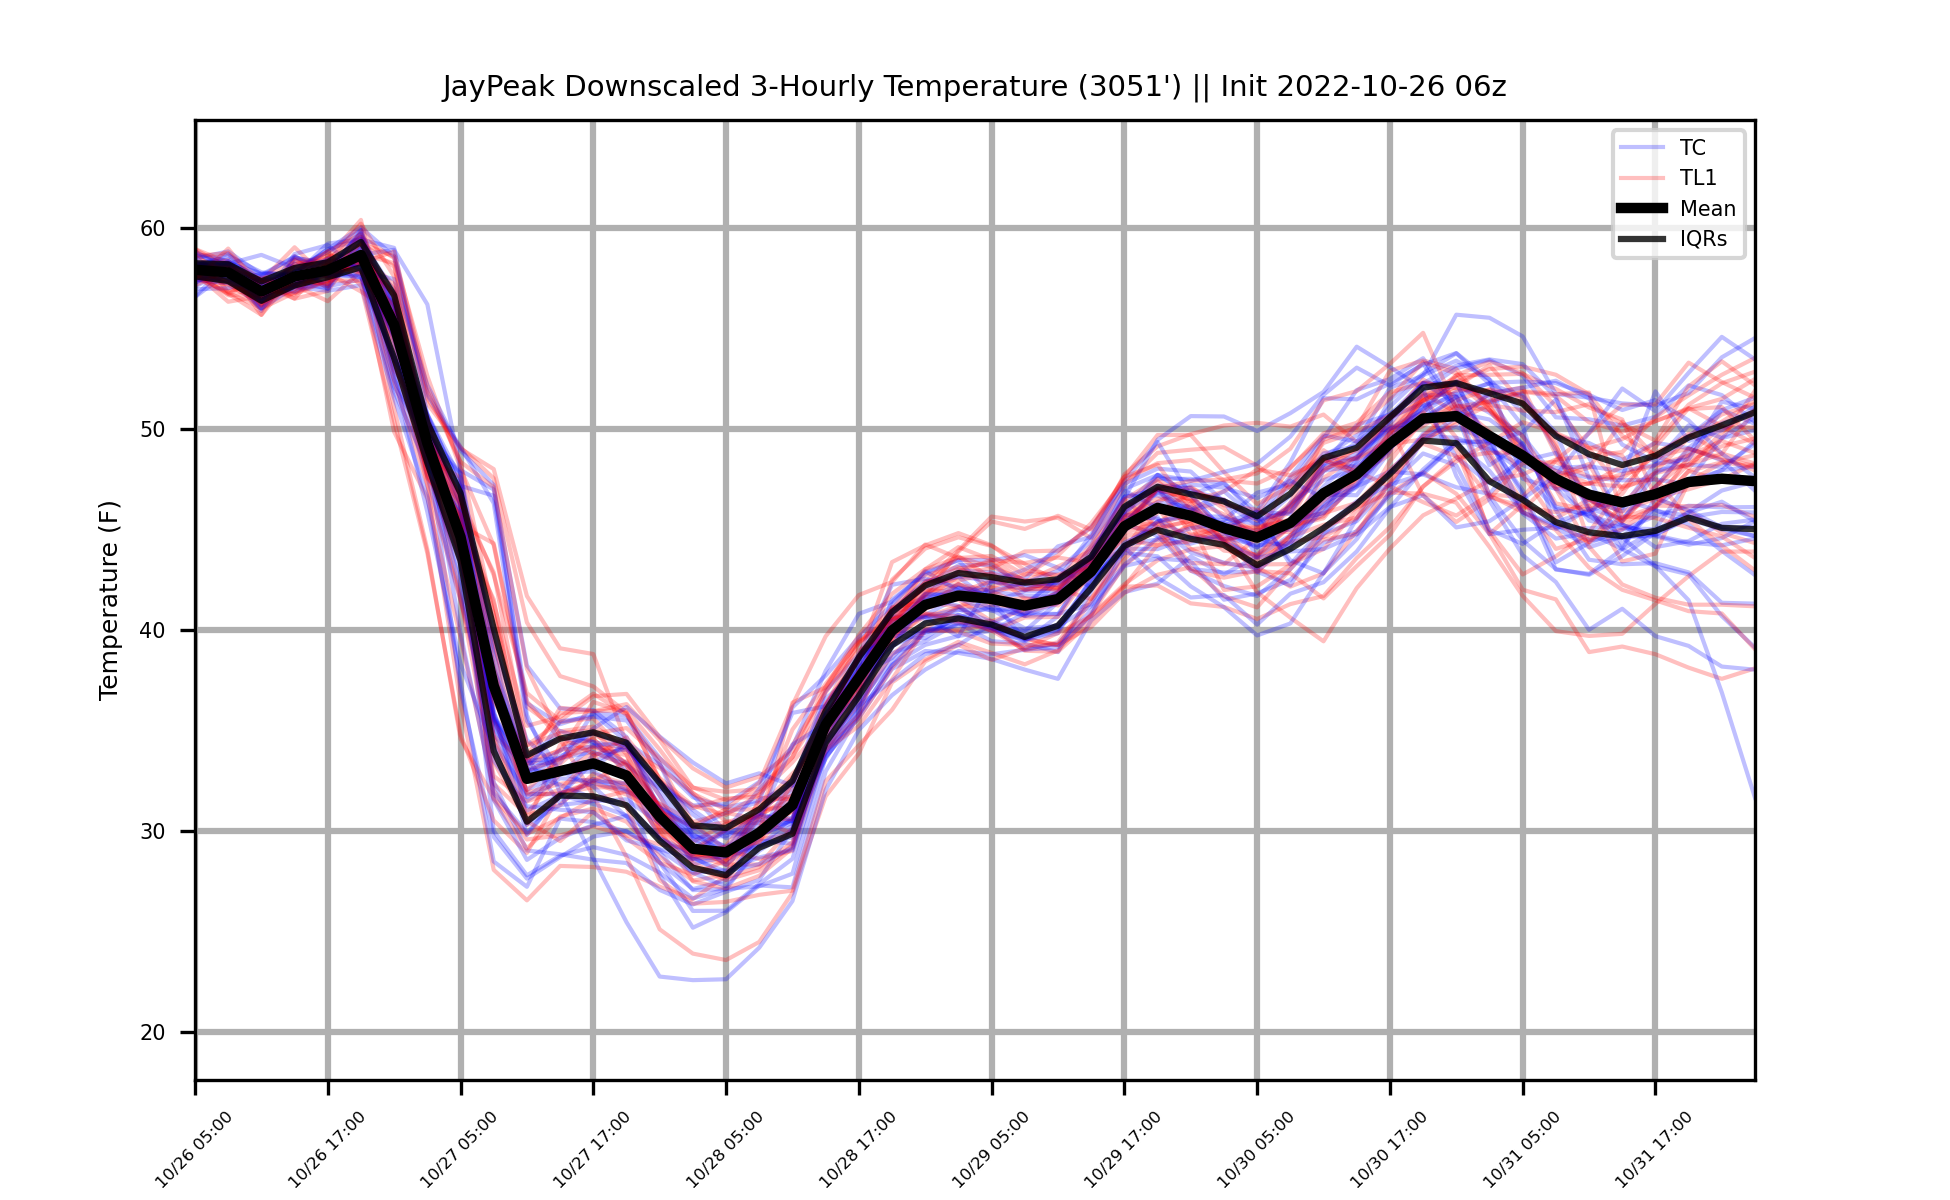 JayPeak Downscaled 3-Hourly Temperature (3051') || Init 2022-10-26 06z
TC
TL1
Mean
IQRs
Temperature (F)
60
50
40
30
20
10/26 05:00
10/26 17:00
10/27 05:00
10/27 17:00
10/28 05:00
10/28 17:00
10/29 05:00
10/29 17:00
10/30 05:00
10/30 17:00
10/31 05:00
10/31 17:00